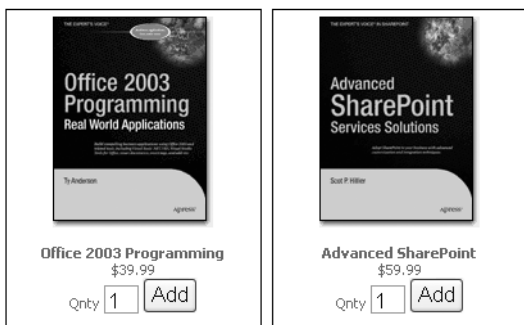 THE EXPERT'S VOICE®
Office 2003
Programming
Real World Applications
Ty Anderson
Apress®
Office 2003 Programming
$39.99
Qnty 1 Add
THE EXPERT'S VOICE® IN SHAREPOINT
Advanced
SharePoint
Services Solutions
Scot P. Hillier
Apress®
Advanced SharePoint
$59.99
Qnty 1 Add